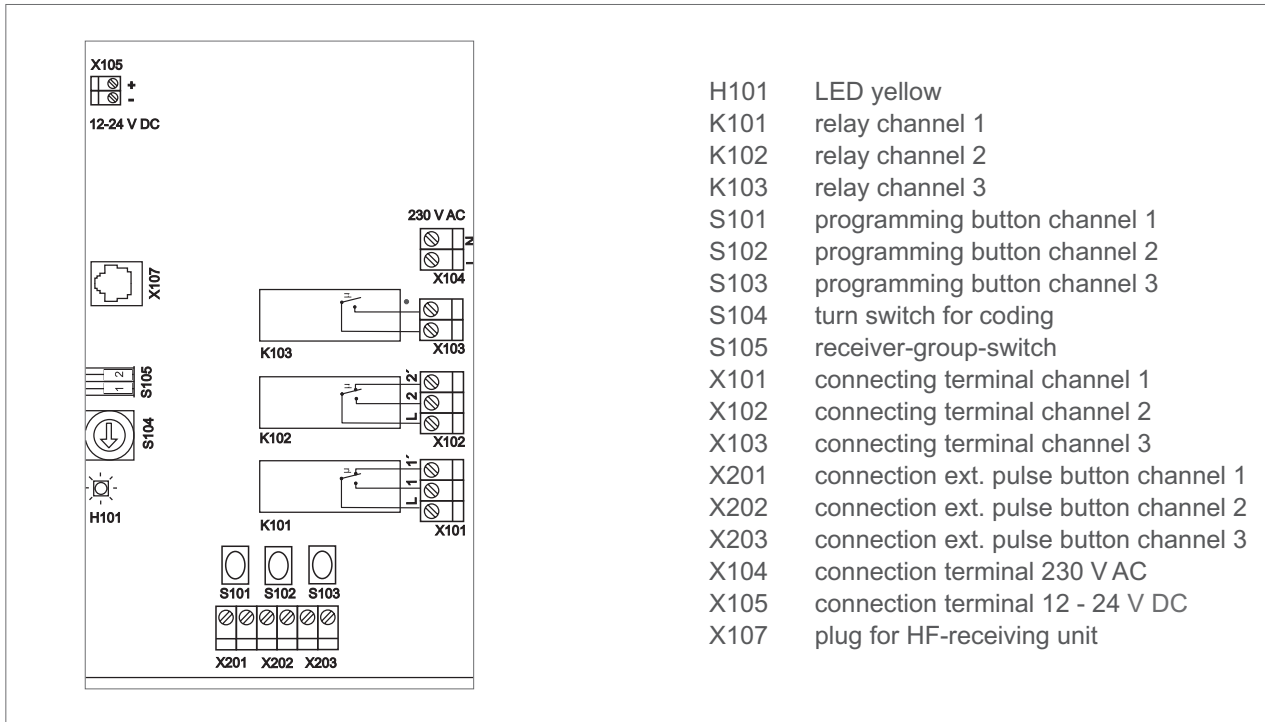 X105
+
-
12-24 V DC
230 V AC
N
L
X104
X107
K103
X103
2 1
S105
S104
K102
2´
2
L
X102
H101
K101
1´
1
L
X101
S101 S102 S103
X201 X202 X203
H101 LED yellow
K101 relay channel 1
K102 relay channel 2
K103 relay channel 3
S101 programming button channel 1
S102 programming button channel 2
S103 programming button channel 3
S104 turn switch for coding
S105 receiver-group-switch
X101 connecting terminal channel 1
X102 connecting terminal channel 2
X103 connecting terminal channel 3
X201 connection ext. pulse button channel 1
X202 connection ext. pulse button channel 2
X203 connection ext. pulse button channel 3
X104 connection terminal 230 V AC
X105 connection terminal 12 - 24 V DC
X107 plug for HF-receiving unit